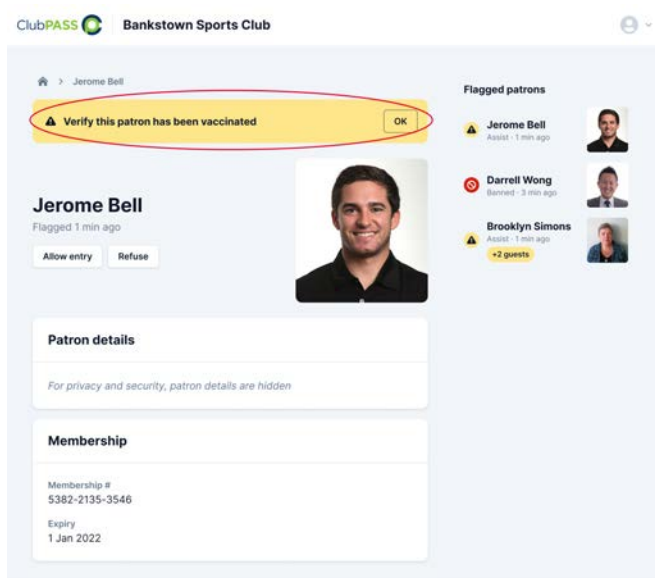 ClubPASS
Bankstown Sports Club
Jerome Bell
Verify this patron has been vaccinated
OK
Jerome Bell
Flagged 1 min ago
Allow entry
Refuse
Patron details
For privacy and security, patron details are hidden
Membership
Membership #
5382-2135-3546
Expiry
1 Jan 2022
Flagged patrons
Jerome Bell
Assist - 1 min ago
Darrell Wong
Banned - 3 min ago
Brooklyn Simons
Assist - 1 min ago
+2 guests